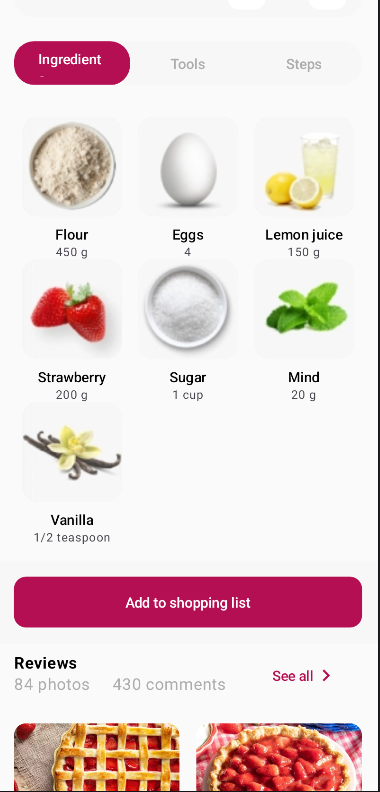 Ingredient
Tools
Steps
Flour
Eggs
Lemon juice
450 g
4
150 g
Strawberry
Sugar
Mind
200 g
1 cup
20 g
Vanilla
1/2 teaspoon
Add to shopping list
Reviews
84 photos
430 comments
See all